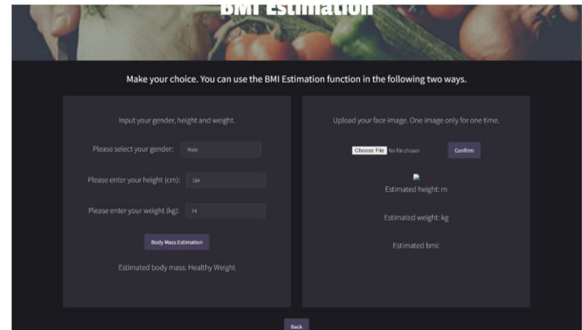 BMI Estimation
Make your choice. You can use the BMI Estimation function in the following two ways.
Input your gender, height and weight.
Please select your gender: Male
Please enter your height (cm): 184
Please enter your weight (kg): 74
Body Mass Estimation
Estimated body mass: Healthy Weight
Upload your face image. One image only for one time.
Choose File No file chosen Confirm
Estimated height: m
Estimated weight: kg
Estimated bmi:
Back